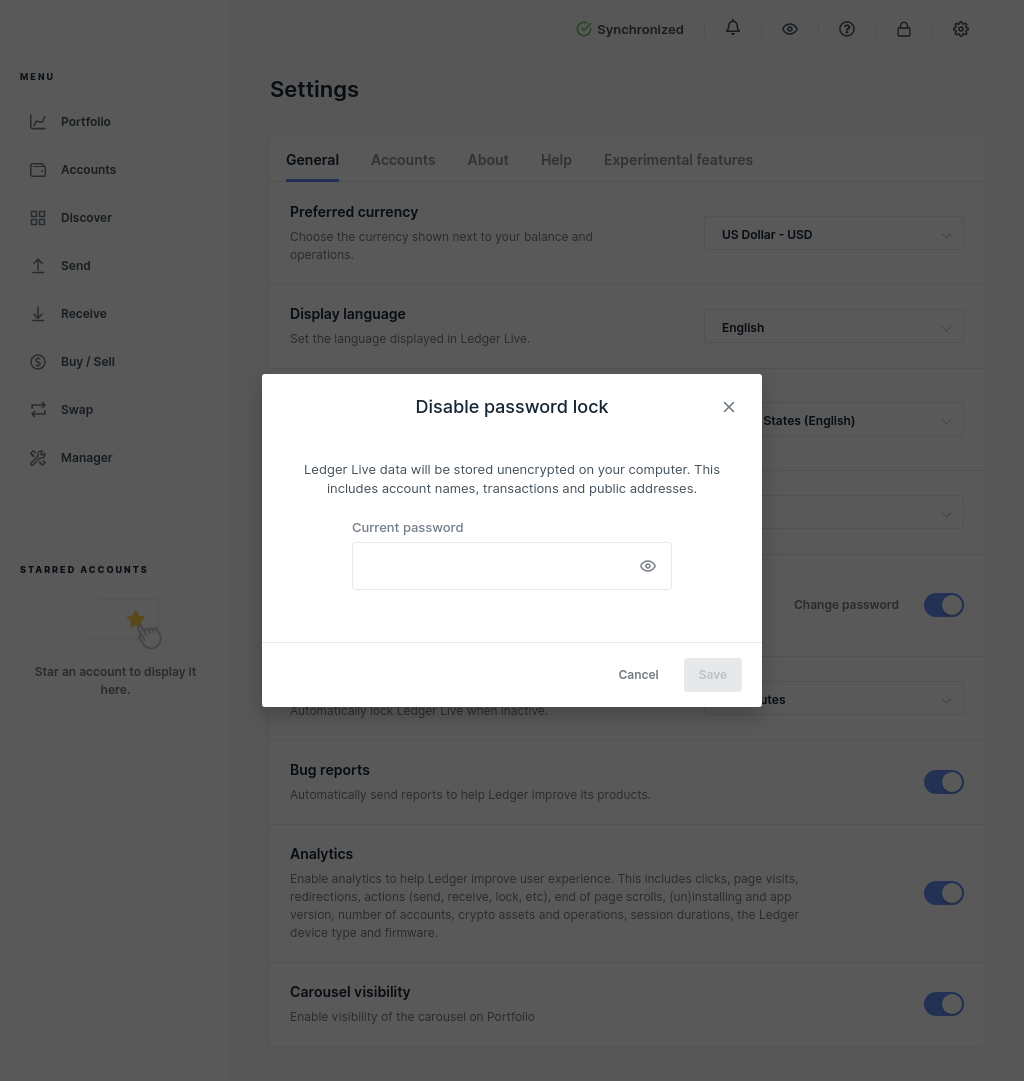 Synchronized
MENU
Portfolio
Accounts
Discover
Send
Receive
Buy / Sell
Swap
Manager
STARRED ACCOUNTS
Star an account to display it
here.
Settings
General
Accounts
About
Help
Experimental features
Preferred currency
Choose the currency shown next to your balance and
operations.
US Dollar - USD
Display language
Set the language displayed in Ledger Live.
English
States (English)
Disable password lock
Ledger Live data will be stored unencrypted on your computer. This
includes account names, transactions and public addresses.
Current password
Cancel
Save
Change password
Automatically lock Ledger Live when inactive.
Bug reports
Automatically send reports to help Ledger improve its products.
Analytics
Enable analytics to help Ledger improve user experience. This includes clicks, page visits,
redirections, actions (send, receive, lock, etc), end of page scrolls, (un)installing and app
version, number of accounts, crypto assets and operations, session durations, the Ledger
device type and firmware.
Carousel visibility
Enable visibility of the carousel on Portfolio